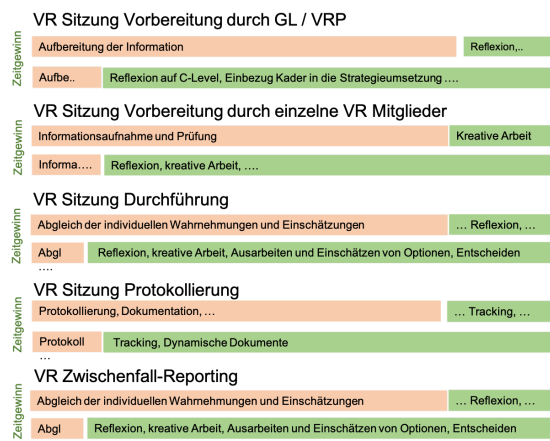 VR Sitzung Vorbereitung durch GL / VRP
Zeitgewinn
Aufbereitung der Information
Reflexion,..
Aufbe..
Reflexion auf C-Level, Einbezug Kader in die Strategieumsetzung ….
VR Sitzung Vorbereitung durch einzelne VR Mitglieder
Zeitgewinn
Informationsaufnahme und Prüfung
Kreative Arbeit
Informa….
Reflexion, kreative Arbeit, ….
VR Sitzung Durchführung
Zeitgewinn
Abgleich der individuellen Wahrnehmungen und Einschätzungen
… Reflexion, …
Abgl
….
Reflexion, kreative Arbeit, Ausarbeiten und Einschätzen von Optionen, Entscheiden
VR Sitzung Protokollierung
Zeitgewinn
Protokollierung, Dokumentation, …
… Tracking, …
Protokoll
…
Tracking, Dynamische Dokumente
VR Zwischenfall-Reporting
Zeitgewinn
Abgleich der individuellen Wahrnehmungen und Einschätzungen
… Reflexion, …
Abgl
Reflexion, kreative Arbeit, Ausarbeiten und Einschätzen von Optionen, Entscheiden